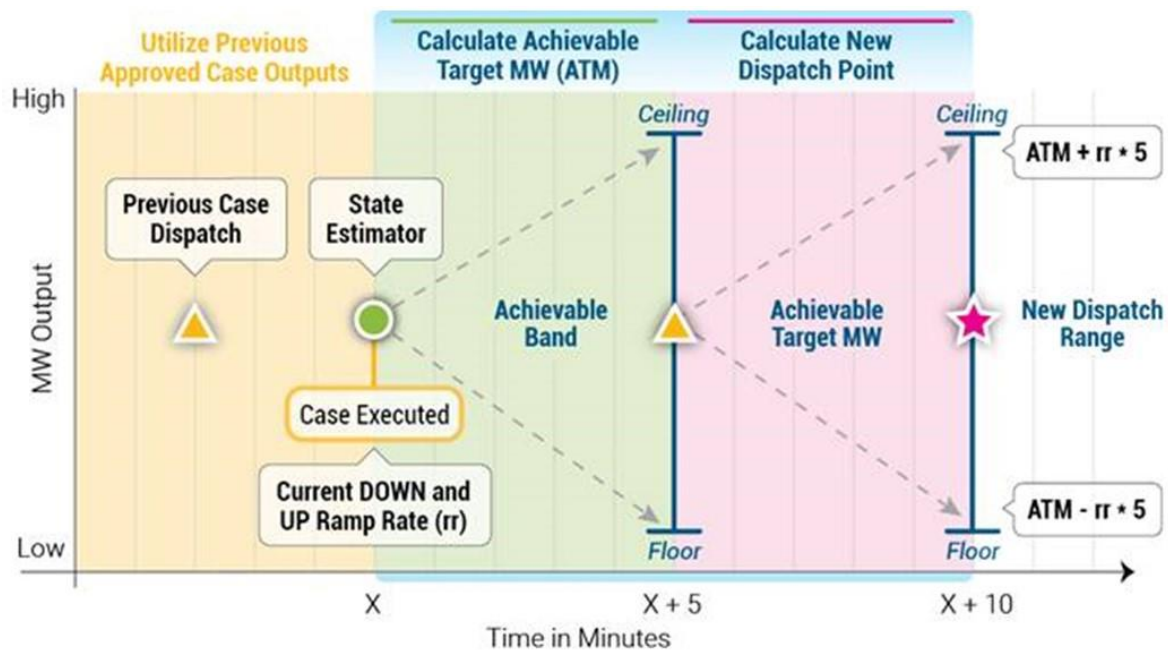 Utilize Previous
Approved Case Outputs
Calculate Achievable
Target MW (ATM)
Calculate New
Dispatch Point
High
Ceiling
Ceiling
ATM + rr * 5
Previous Case
Dispatch
State
Estimator
MW Output
Achievable
Band
Achievable
Target MW
New Dispatch
Range
Case Executed
Current DOWN and
UP Ramp Rate (rr)
ATM - rr * 5
Low
Floor
Floor
X
X + 5
X + 10
Time in Minutes